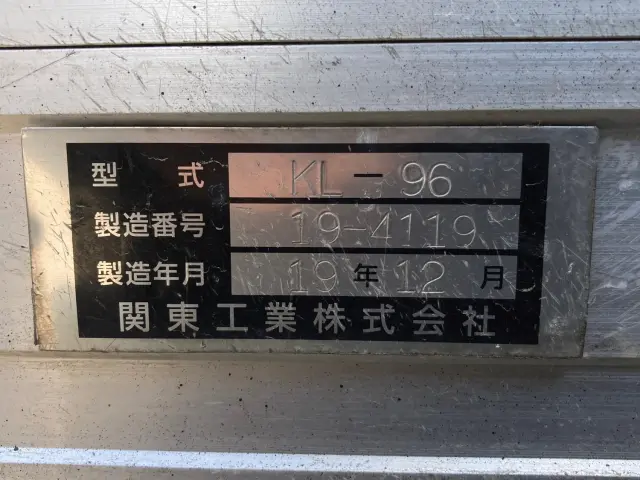 型式 KL-96
製造番号 19-4119
製造年月 19年12月
関東工業株式会社